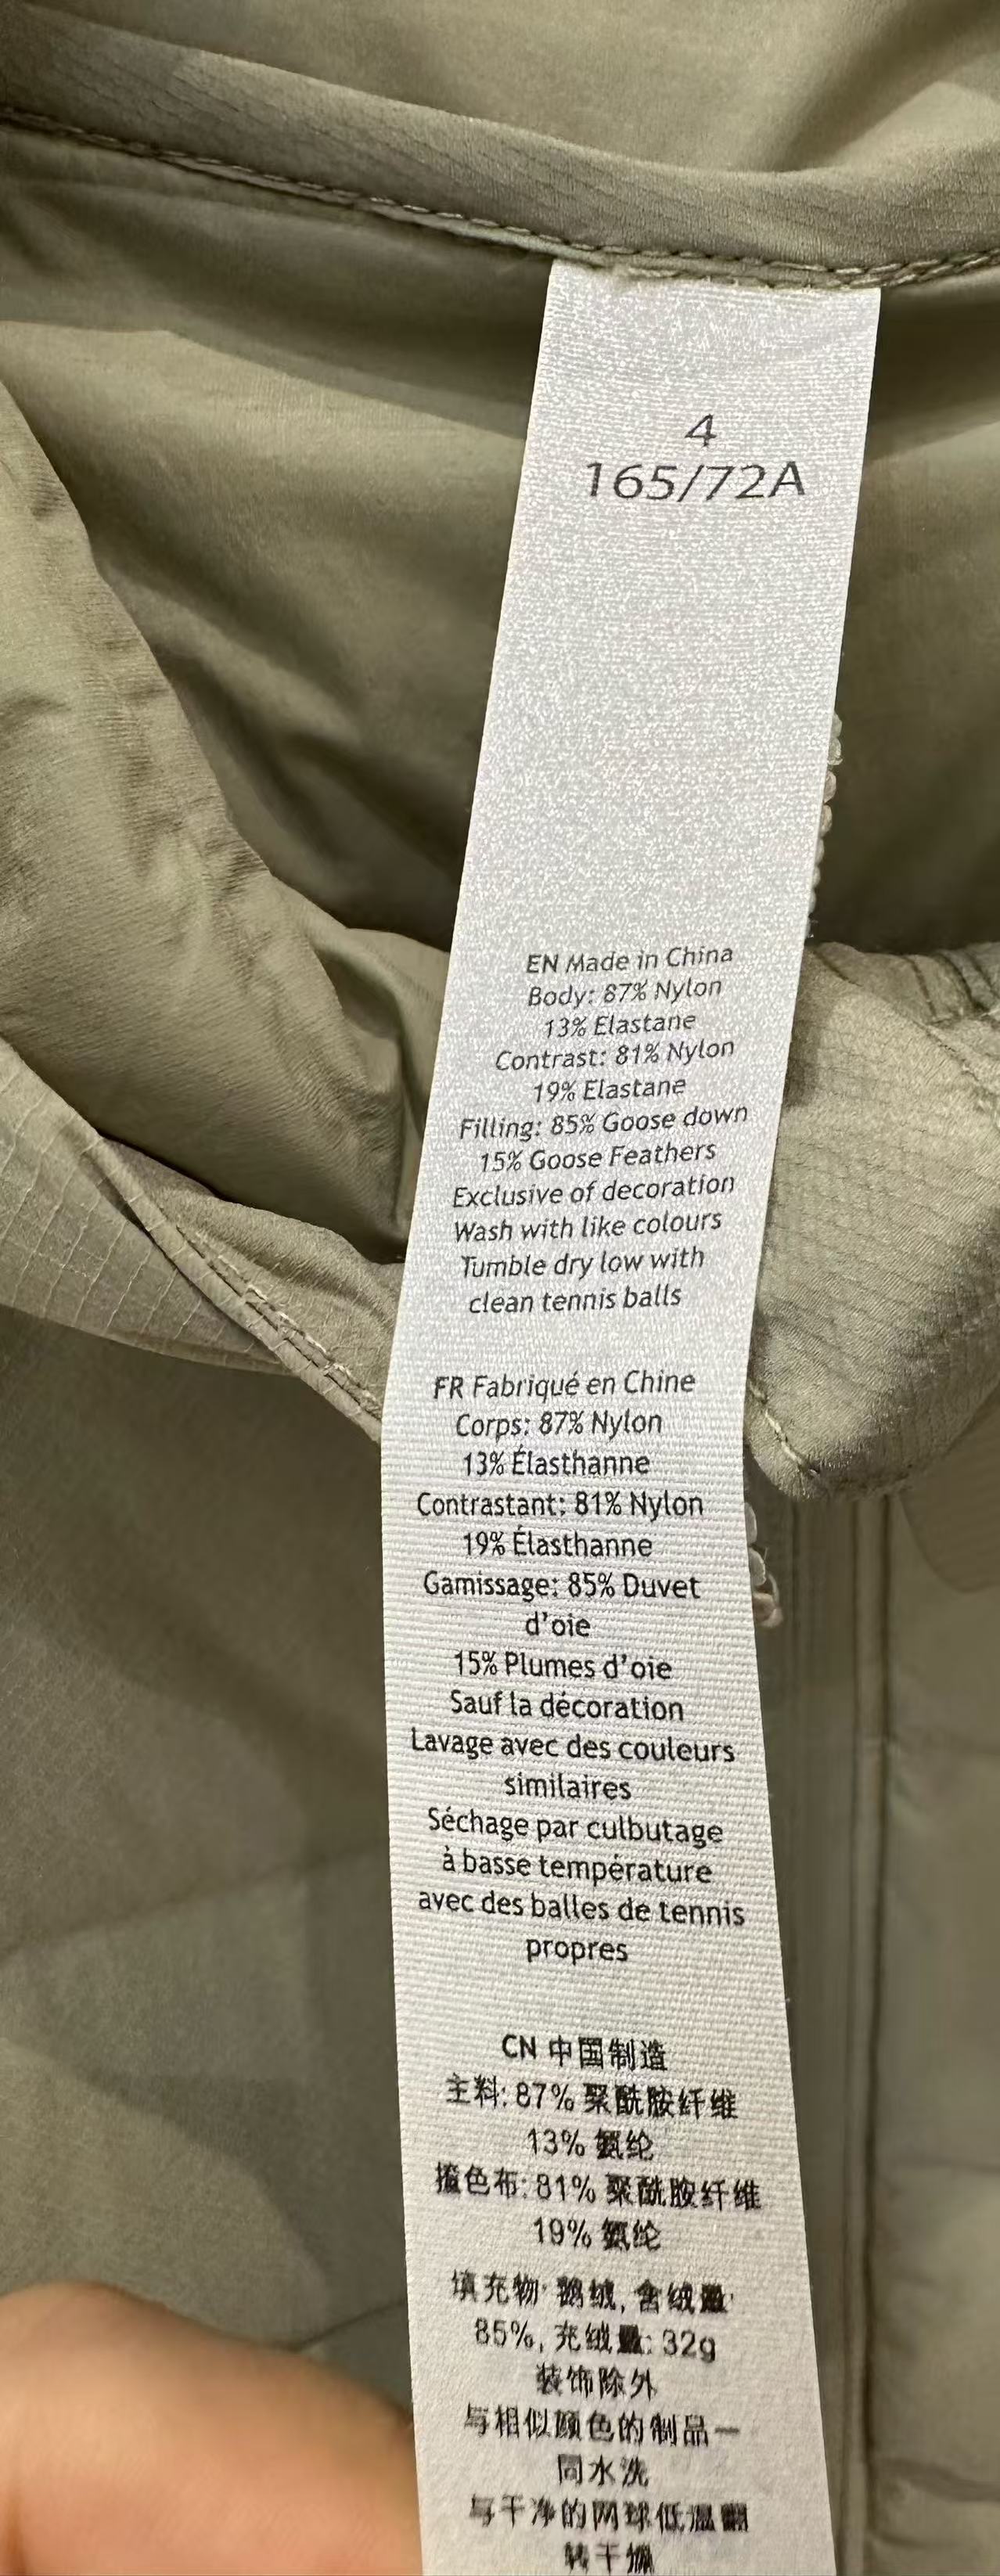 4
165/72A
EN Made in China
Body: 87% Nylon
13% Elastane
Contrast: 81% Nylon
19% Elastane
Filling: 85% Goose down
15% Goose Feathers
Exclusive of decoration
Wash with like colours
Tumble dry low with
clean tennis balls
FR Fabriqué en Chine
Corps: 87% Nylon
13% Élasthanne
Contrastant: 81% Nylon
19% Élasthanne
Gamissage: 85% Duvet
d'oie
15% Plumes d'oie
Sauf la décoration
Lavage avec des couleurs
similaires
Séchage par culbutage
à basse température
avec des balles de tennis
propres
CN 中国制造
主料: 87% 聚酰胺纤维
13% 氨纶
撞色布: 81% 聚酰胺纤维
19% 氨纶
填充物: 鹅绒, 含绒量:
85%, 充绒量: 32g
装饰除外
与相似颜色的制品一
同水洗
与干净的网球低温翻
转干燥